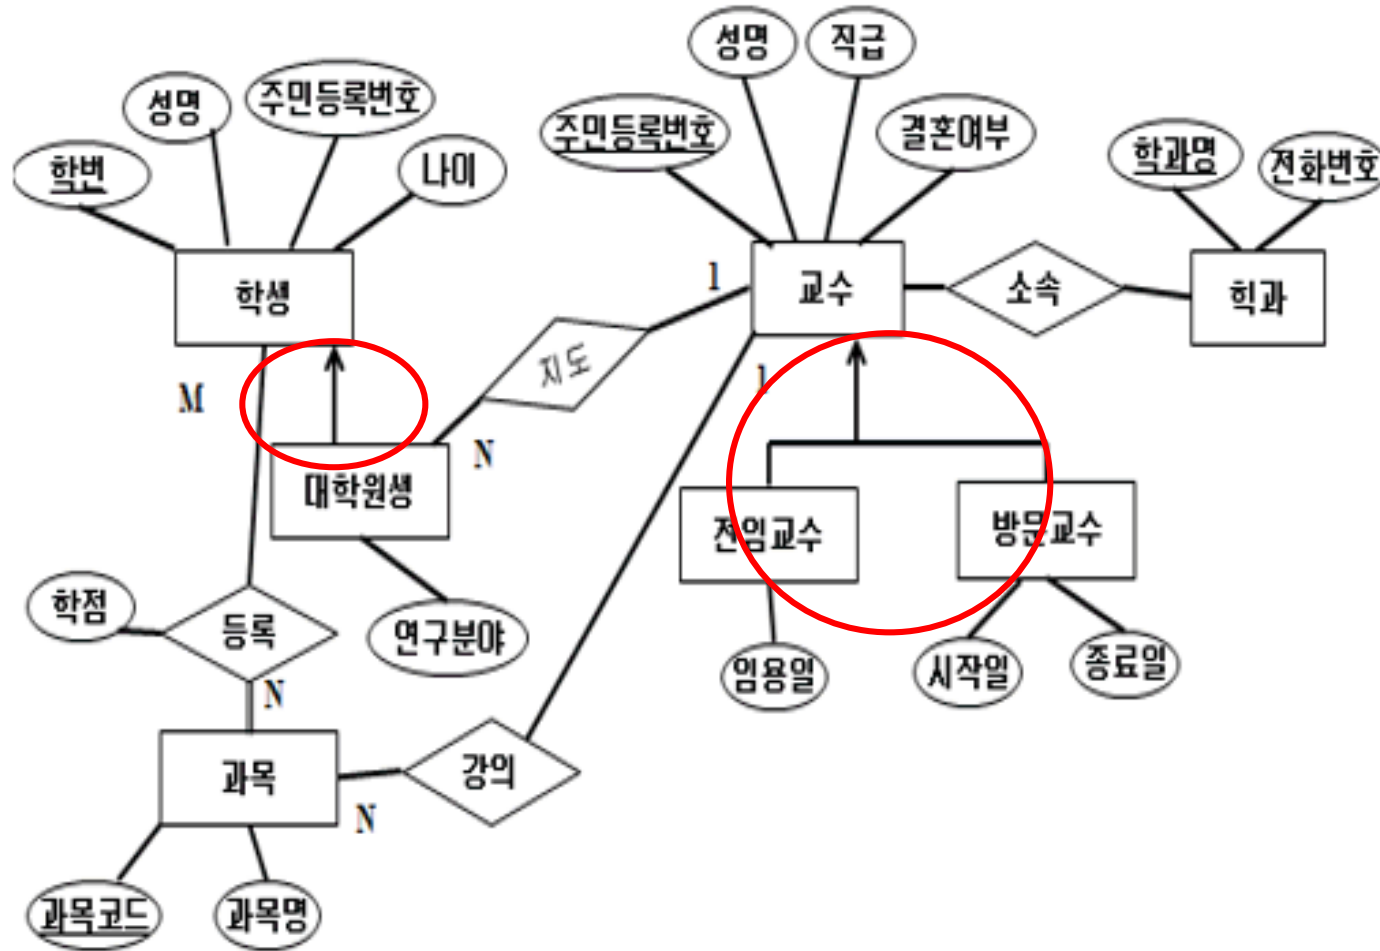 성명
직급
성명
주민등록번호
주민등록번호
결혼여부
학번
나이
학과명
전화번호
학생
1
교수
소속
힉과
지도
M
1
N
대학원생
전임교수
방문교수
학점
등록
연구분야
임용일
시작일
종료일
N
과목
강의
N
과목코드
과목명